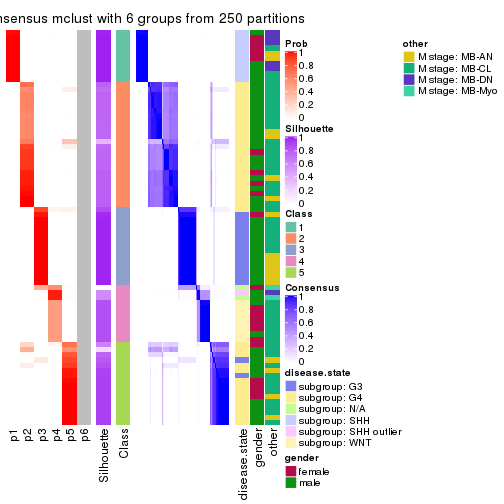 nsensus mclust with 6 groups from 250 partitions
Prob
1
0.8
0.6
0.4
0.2
0
Silhouette
1
0.8
0.6
0.4
0.2
0
Class
1
2
3
4
5
Consensus
1
0.8
0.6
0.4
0.2
0
disease.state
subgroup: G3
subgroup: G4
subgroup: N/A
subgroup: SHH
subgroup: SHH outlier
subgroup: WNT
gender
female
male
other
M stage: MB-AN
M stage: MB-CL
M stage: MB-DN
M stage: MB-Myo
p1
p2
p3
p4
p5
p6
Silhouette
Class
disease.state
gender
other